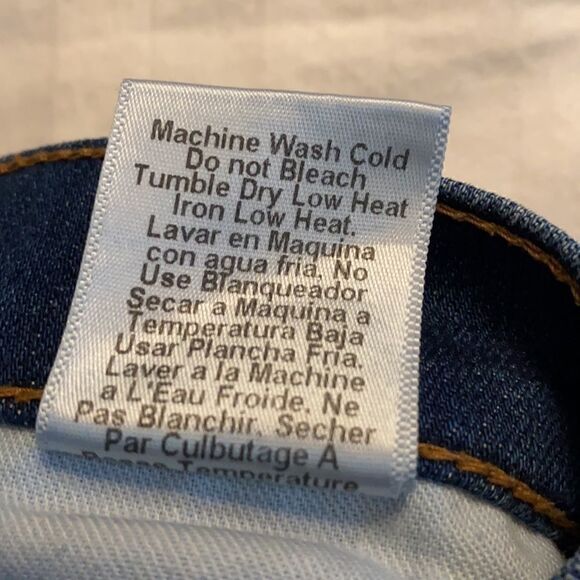 Machine Wash Cold
Do not Bleach
Tumble Dry Low Heat
Iron Low Heat.
Lavar en Maquina
con agua fria. No
Use Blanqueador
Secar a Maquina a
Temperatura Baja
Usar Plancha Fria.
Laver a la Machine
a L'Eau Froide. Ne
Pas Blanchir. Secher
Par Culbutage A
Temperature